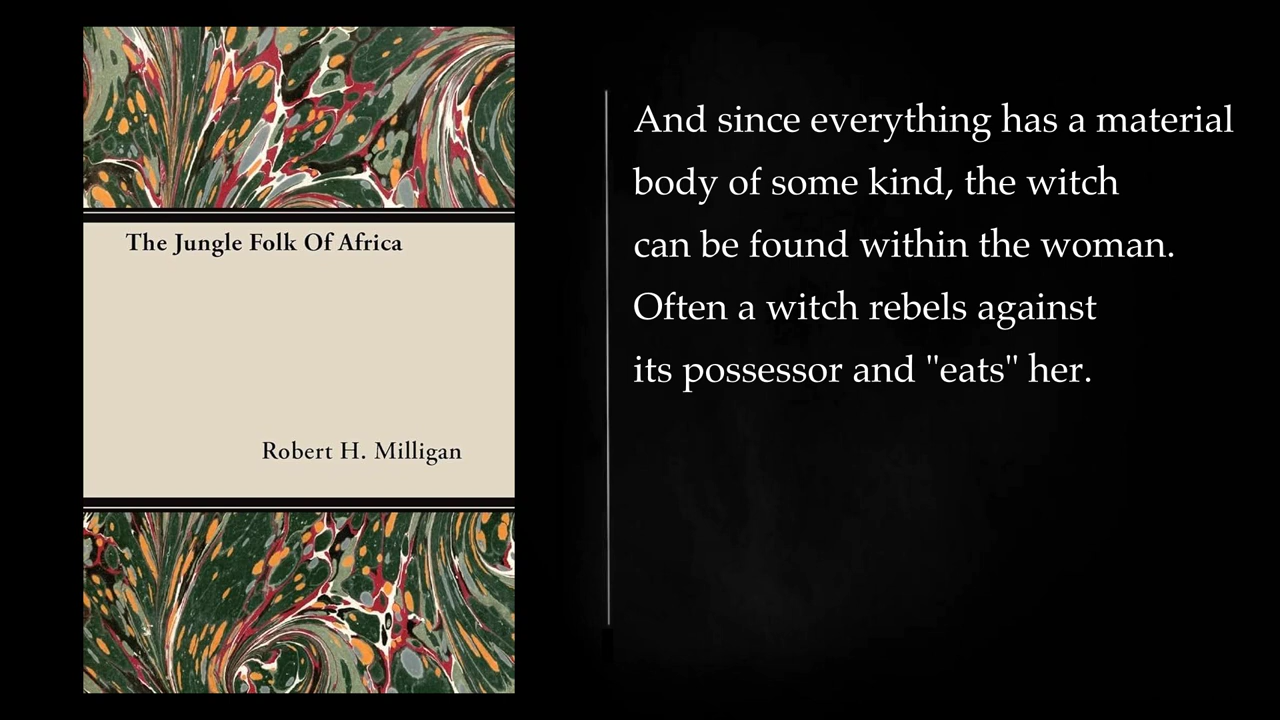 The Jungle Folk Of Africa
Robert H. Milligan
And since everything has a material
body of some kind, the witch
can be found within the woman.
Often a witch rebels against
its possessor and "eats" her.